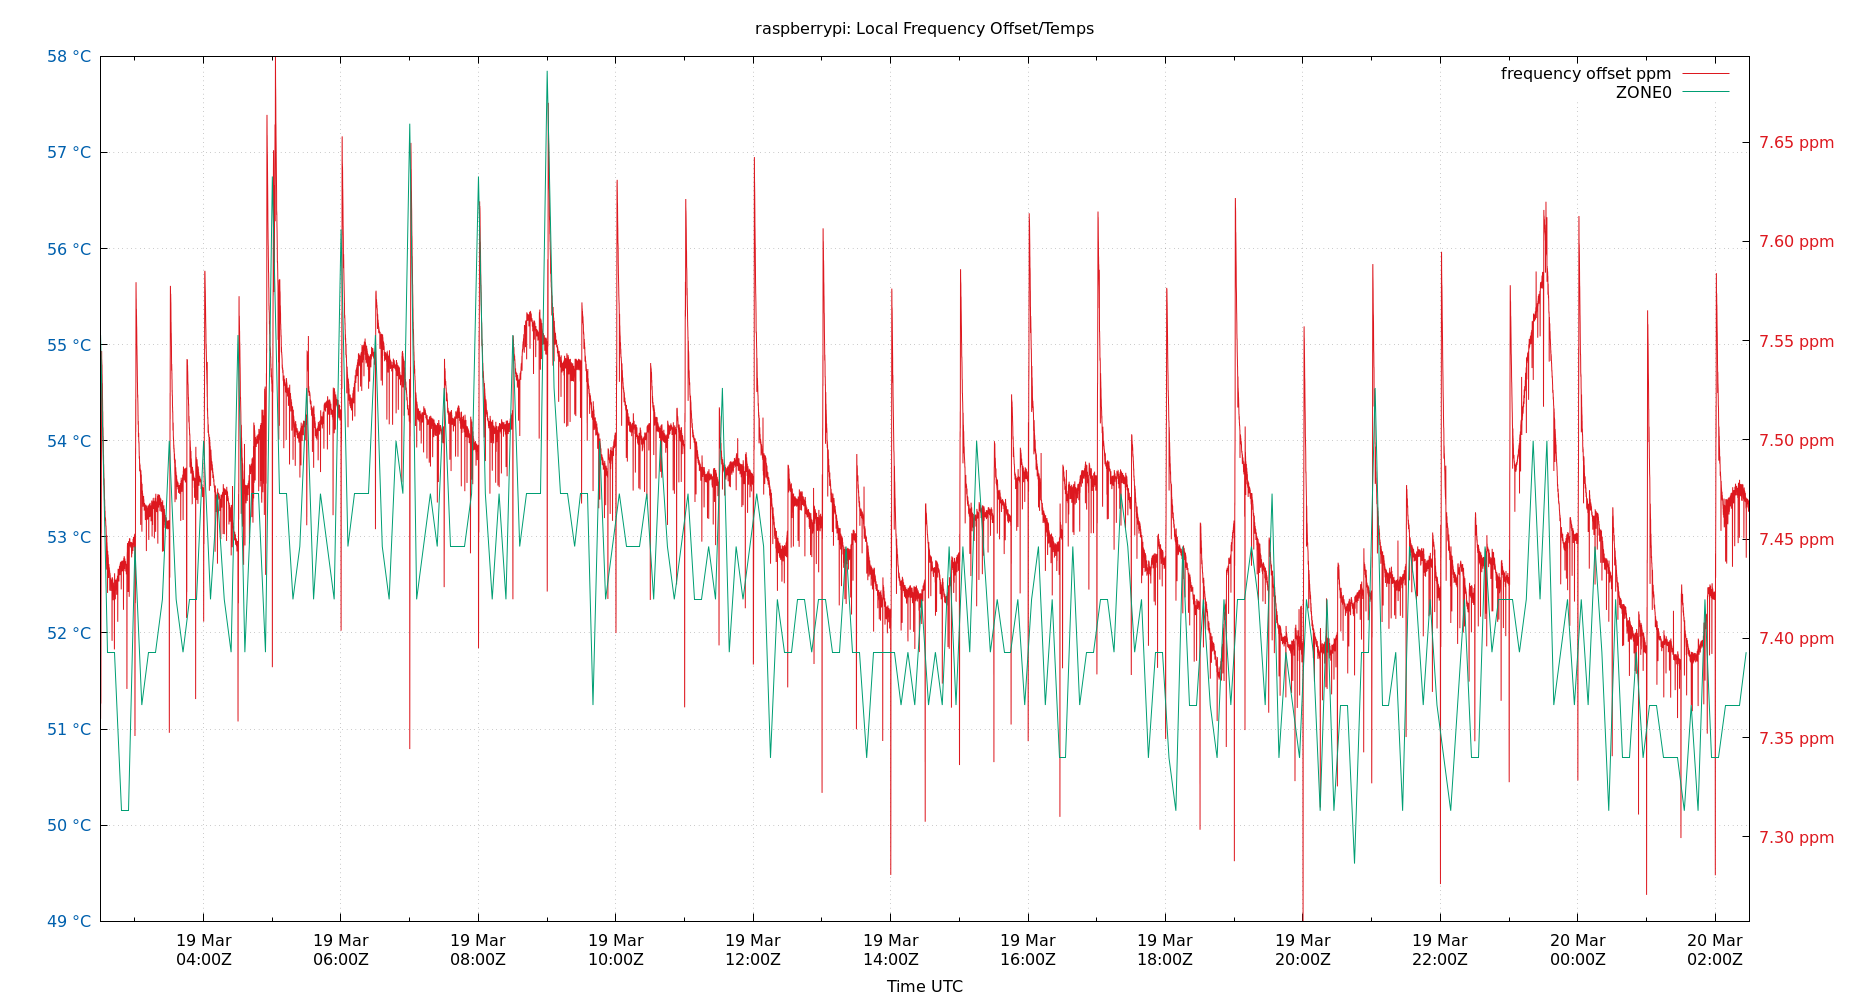 raspberrypi: Local Frequency Offset/Temps
frequency offset ppm
ZONE0
58 °C
57 °C
56 °C
55 °C
54 °C
53 °C
52 °C
51 °C
50 °C
49 °C
7.65 ppm
7.60 ppm
7.55 ppm
7.50 ppm
7.45 ppm
7.40 ppm
7.35 ppm
7.30 ppm
19 Mar
04:00Z
19 Mar
06:00Z
19 Mar
08:00Z
19 Mar
10:00Z
19 Mar
12:00Z
19 Mar
14:00Z
19 Mar
16:00Z
19 Mar
18:00Z
19 Mar
20:00Z
19 Mar
22:00Z
20 Mar
00:00Z
20 Mar
02:00Z
Time UTC